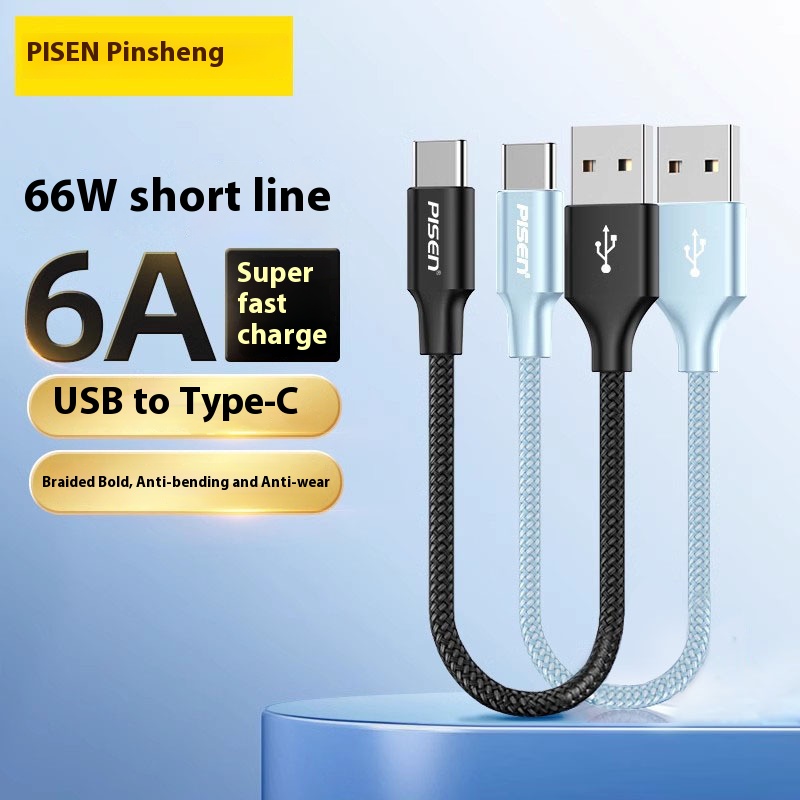 PISEN Pinsheng
66W short line
6A
Super
fast
charge
USB to Type-C
Braided Bold, Anti-bending and Anti-wear
PISEN
PISEN